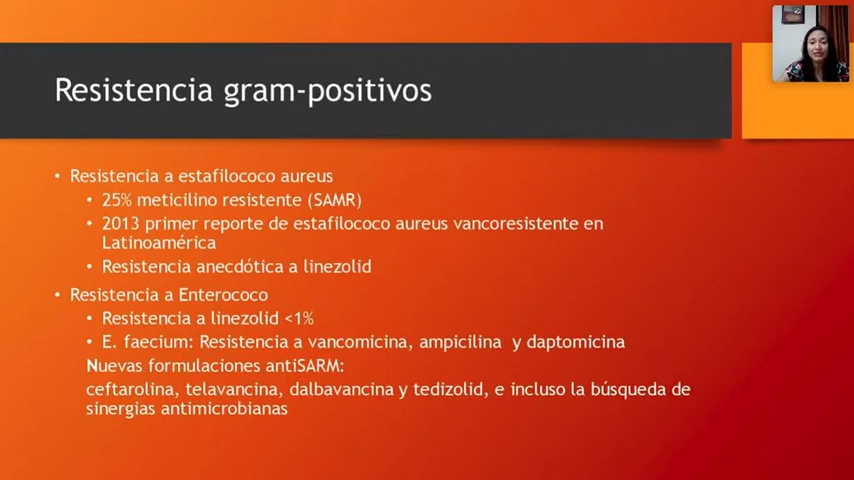 Resistencia gram-positivos
• Resistencia a estafilococo aureus
• 25% meticilino resistente (SAMR)
• 2013 primer reporte de estafilococo aureus vancoresistente en
Latinoamérica
• Resistencia anecdótica a linezolid
• Resistencia a Enterococo
• Resistencia a linezolid <1%
• E. faecium: Resistencia a vancomicina, ampicilina y daptomicina
Nuevas formulaciones antiSARM:
ceftarolina, telavancina, dalbavancina y tedizolid, e incluso la búsqueda de
sinergias antimicrobianas